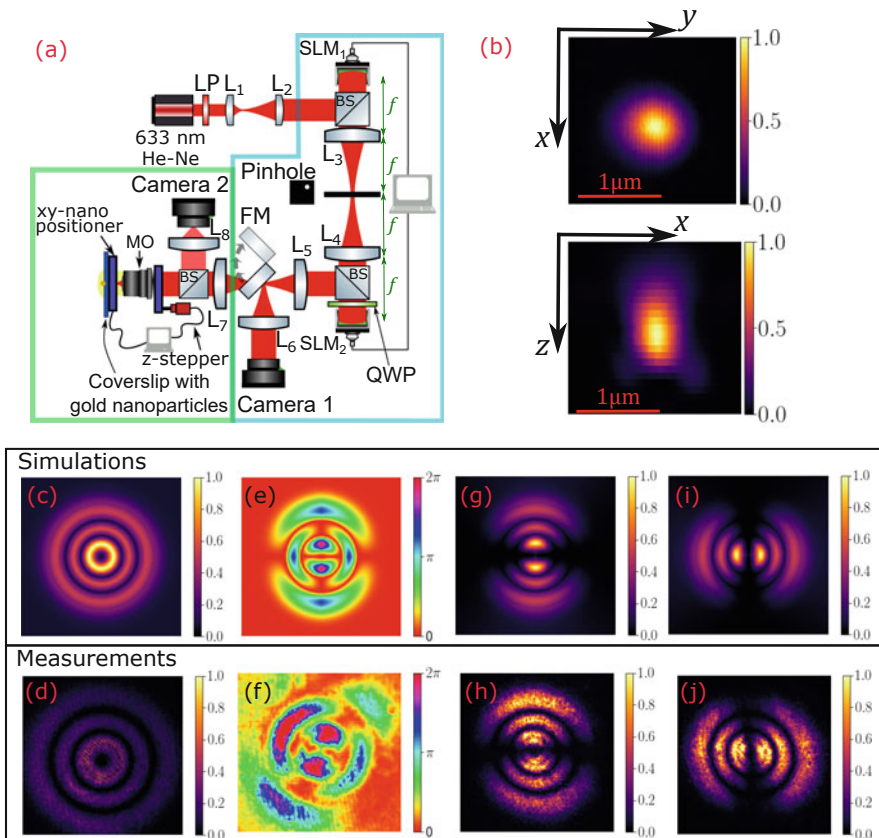 (a)
SLM1
LP L1 L2
BS
f
633 nm
He-Ne
L3
f
Pinhole
Camera 2
xy-nano
positioner
MO
L8
FM
L5
L4
f
BS
BS
f
L7
L6
SLM2
z-stepper
QWP
Coverslip with
gold nanoparticles
Camera 1
(b)
y
x
1μm
1.0
0.5
0.0
x
z
1μm
1.0
0.5
0.0
Simulations
(c)
1.0
0.8
0.6
0.4
0.2
0.0
(e)
2π
π
0
(g)
1.0
0.8
0.6
0.4
0.2
0.0
(i)
1.0
0.8
0.6
0.4
0.2
0.0
Measurements
(d)
1.0
0.8
0.6
0.4
0.2
0.0
(f)
2π
π
0
(h)
1.0
0.8
0.6
0.4
0.2
0.0
(j)
1.0
0.8
0.6
0.4
0.2
0.0